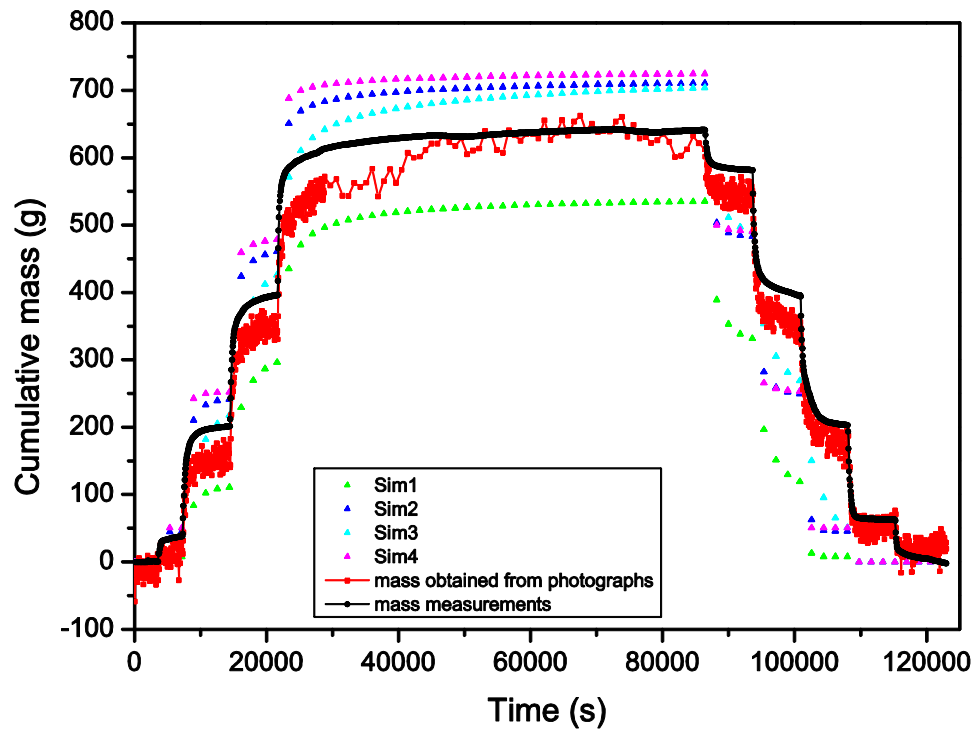 800
700
600
500
400
300
200
100
0
-100
Cumulative mass (g)
Sim1
Sim2
Sim3
Sim4
mass obtained from photographs
mass measurements
0 20000 40000 60000 80000 100000 120000
Time (s)